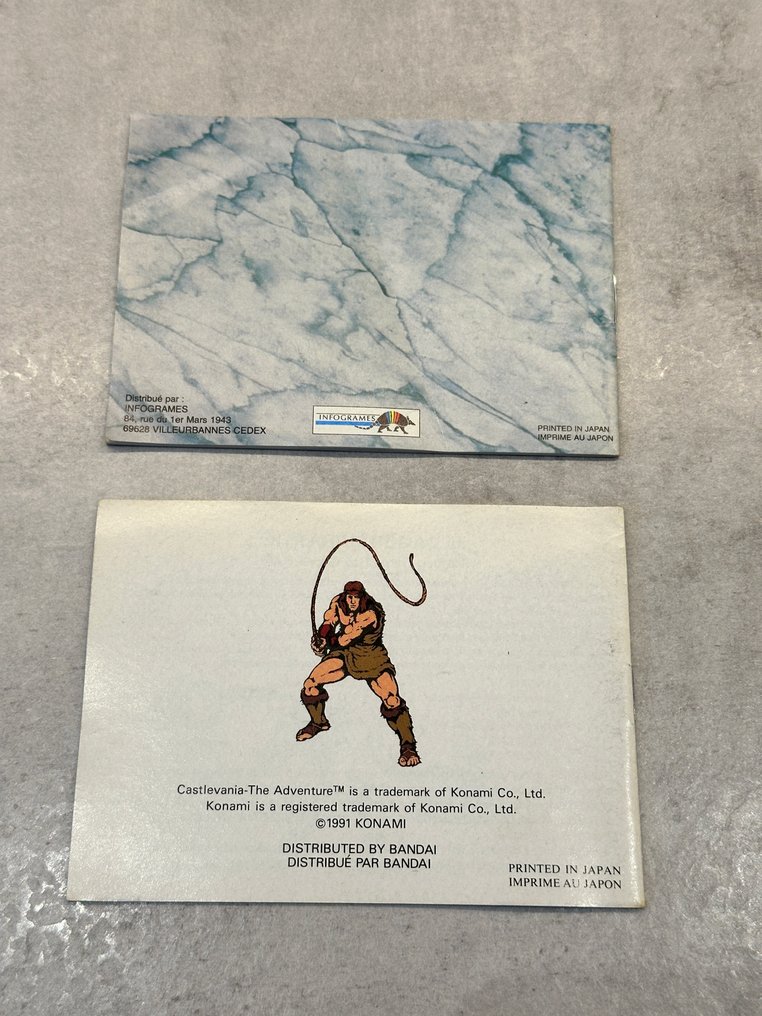 Distribué par :
INFOGRAMES
84, rue du 1er Mars 1943
69628 VILLEURBANNES CEDEX
INFOGRAMES
PRINTED IN JAPAN
IMPRIME AU JAPON
Castlevania-The Adventure™ is a trademark of Konami Co., Ltd.
Konami is a registered trademark of Konami Co., Ltd.
©1991 KONAMI
DISTRIBUTED BY BANDAI
DISTRIBUÉ PAR BANDAI
PRINTED IN JAPAN
IMPRIME AU JAPON